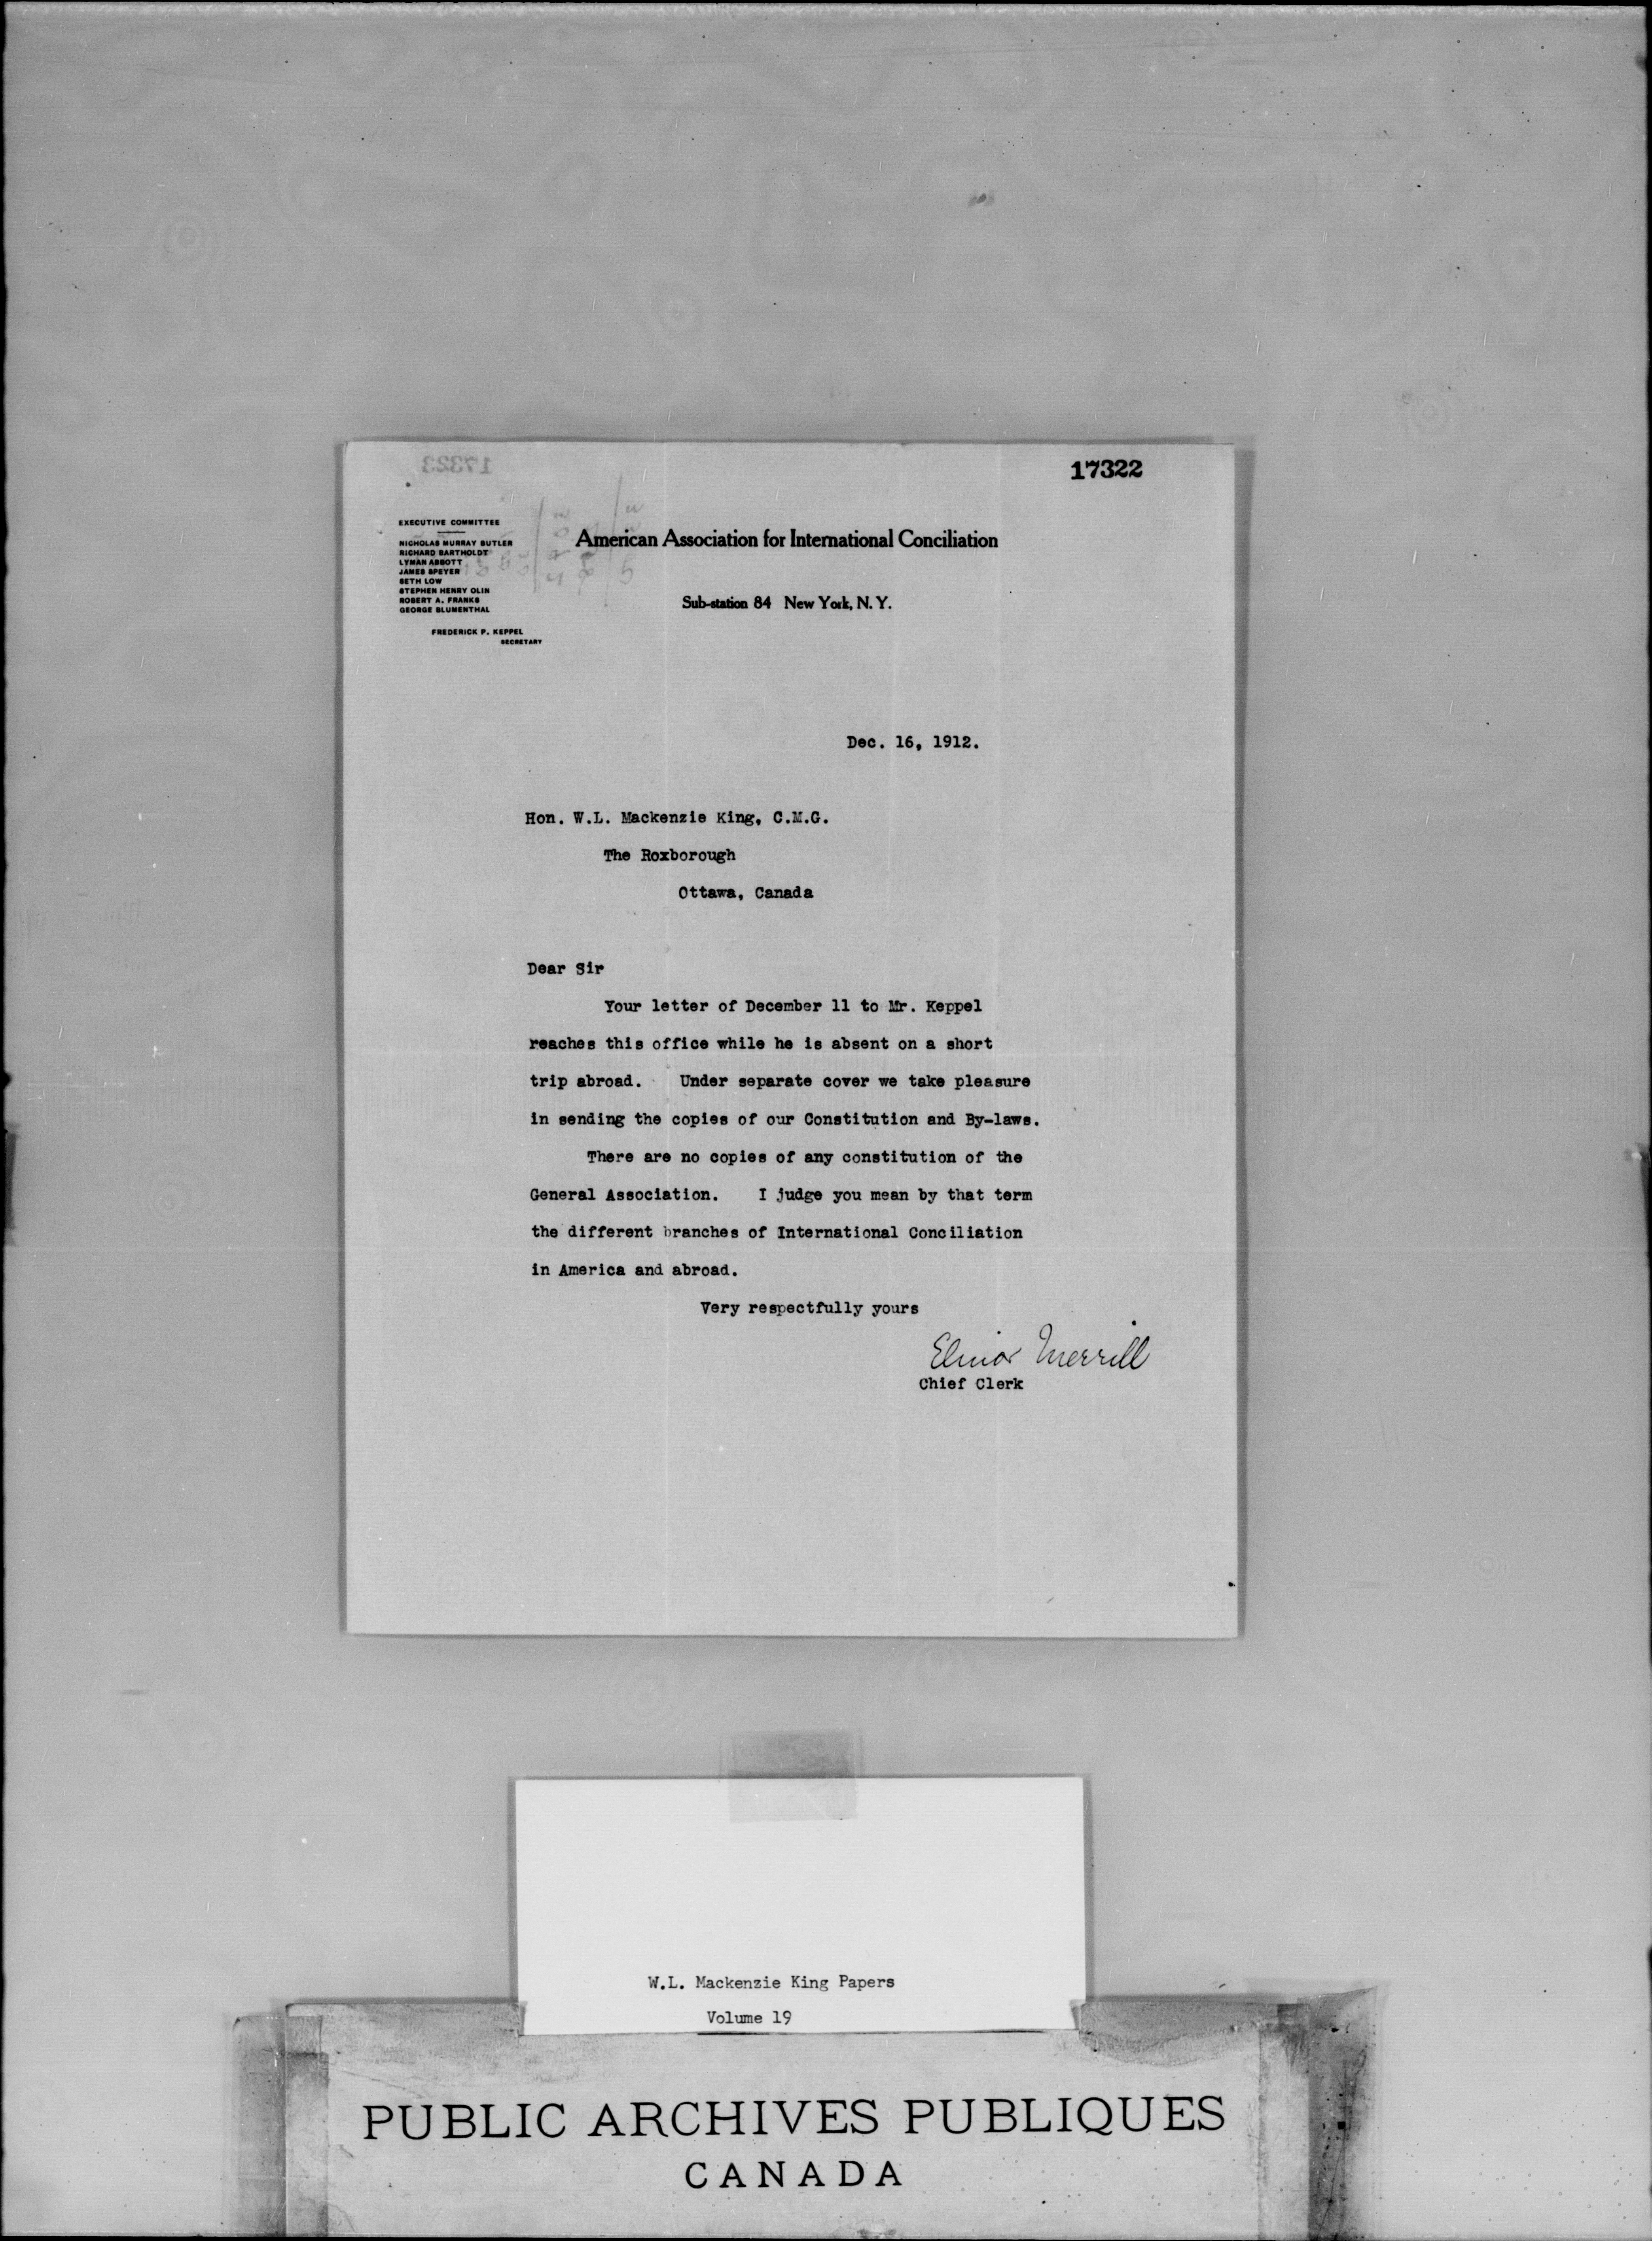 17322
EXECUTIVE COMMITTEE
NICHOLAS MURRAY BUTLER
RICHARD BARTHOLDT
LYMAN ABBOTT
JAMES SPEYER
SETH LOW
STEPHEN HENRY OLIN
ROBERT A. FRANKS
GEORGE BLUMENTHAL
FREDERICK P. KEPPEL
SECRETARY
American Association for International Conciliation
Sub-station 84 New York, N. Y.
Dec. 16, 1912.
Hon. W.L. Mackenzie King, C.M.G.
The Roxborough
Ottawa, Canada
Dear Sir
Your letter of December 11 to Mr. Keppel
reaches this office while he is absent on a short
trip abroad. Under separate cover we take pleasure
in sending the copies of our Constitution and By-laws.
There are no copies of any constitution of the
General Association. I judge you mean by that term
the different branches of International Conciliation
in America and abroad.
Very respectfully yours
Elinor Merrill
Chief Clerk
W.L. Mackenzie King Papers
Volume 19
PUBLIC ARCHIVES PUBLIQUES
CANADA